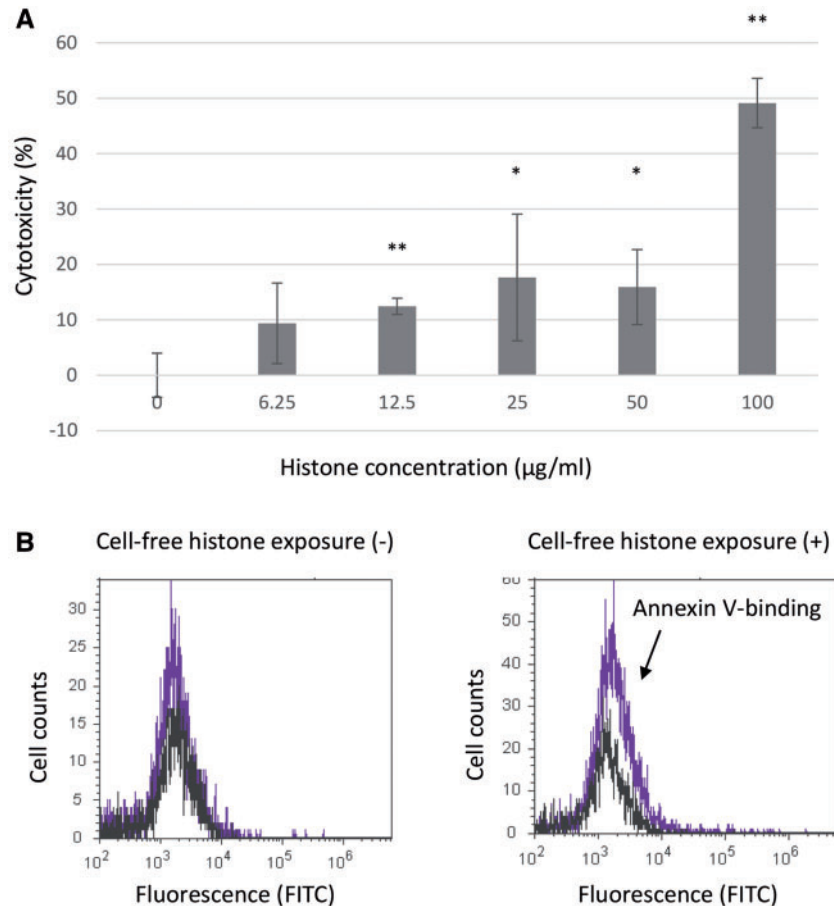 A
**
60
50
40
30
20
10
0
-10
Cytotoxicity (%)
**
*
*
0 6.25 12.5 25 50 100
Histone concentration (μg/ml)
B
Cell-free histone exposure (-)
30
25
20
15
10
5
0
Cell counts
10² 10³ 10⁴ 10⁵ 10⁶
Fluorescence (FITC)
Cell-free histone exposure (+)
Annexin V-binding
60
50
40
30
20
10
0
Cell counts
10² 10³ 10⁴ 10⁵ 10⁶
Fluorescence (FITC)